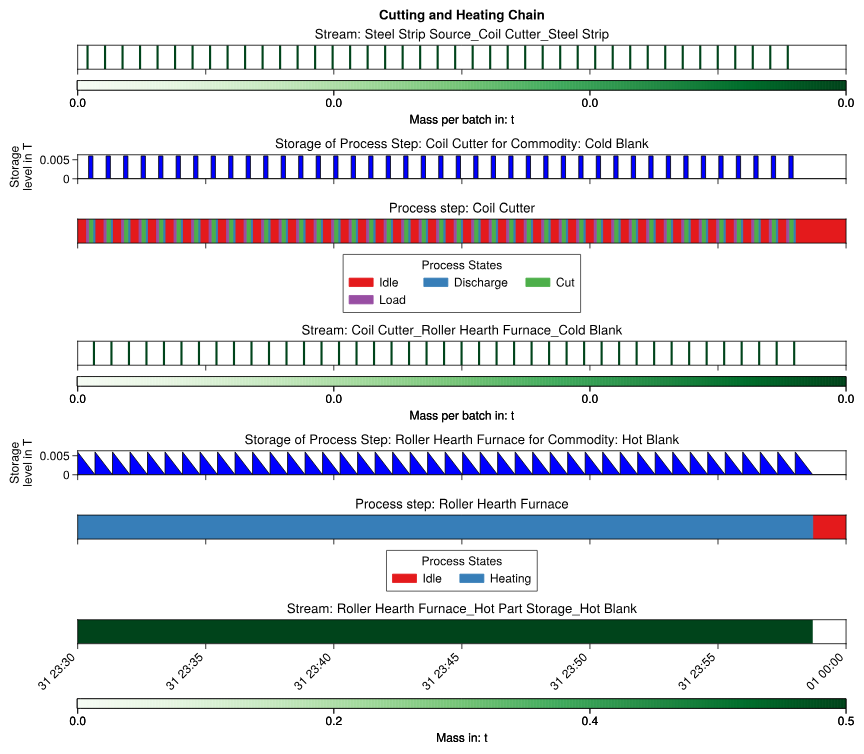 Cutting and Heating Chain
Stream: Steel Strip Source_Coil Cutter_Steel Strip
0.0 0.0 0.0 0.0
Mass per batch in: t
Storage of Process Step: Coil Cutter for Commodity: Cold Blank
Storage
level in T
0.005
0
Process step: Coil Cutter
Process States
Idle Discharge Cut
Load
Stream: Coil Cutter_Roller Hearth Furnace_Cold Blank
0.0 0.0 0.0 0.0
Mass per batch in: t
Storage of Process Step: Roller Hearth Furnace for Commodity: Hot Blank
Storage
level in T
0.005
0
Process step: Roller Hearth Furnace
Process States
Idle Heating
Stream: Roller Hearth Furnace_Hot Part Storage_Hot Blank
31 23:30 31 23:35 31 23:40 31 23:45 31 23:50 31 23:55 01 00:00
0.0 0.2 0.4 0.5
Mass in: t